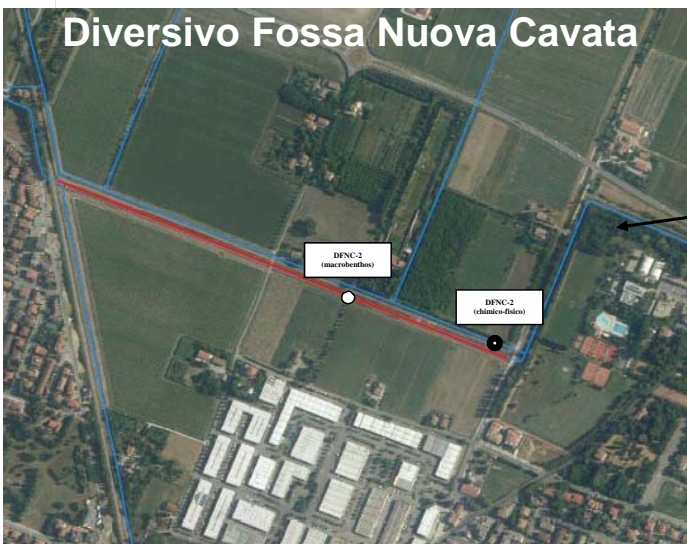 Diversivo Fossa Nuova Cavata
DFNC-2
(macrobenthos)
DFNC-2
(chimico-fisico)